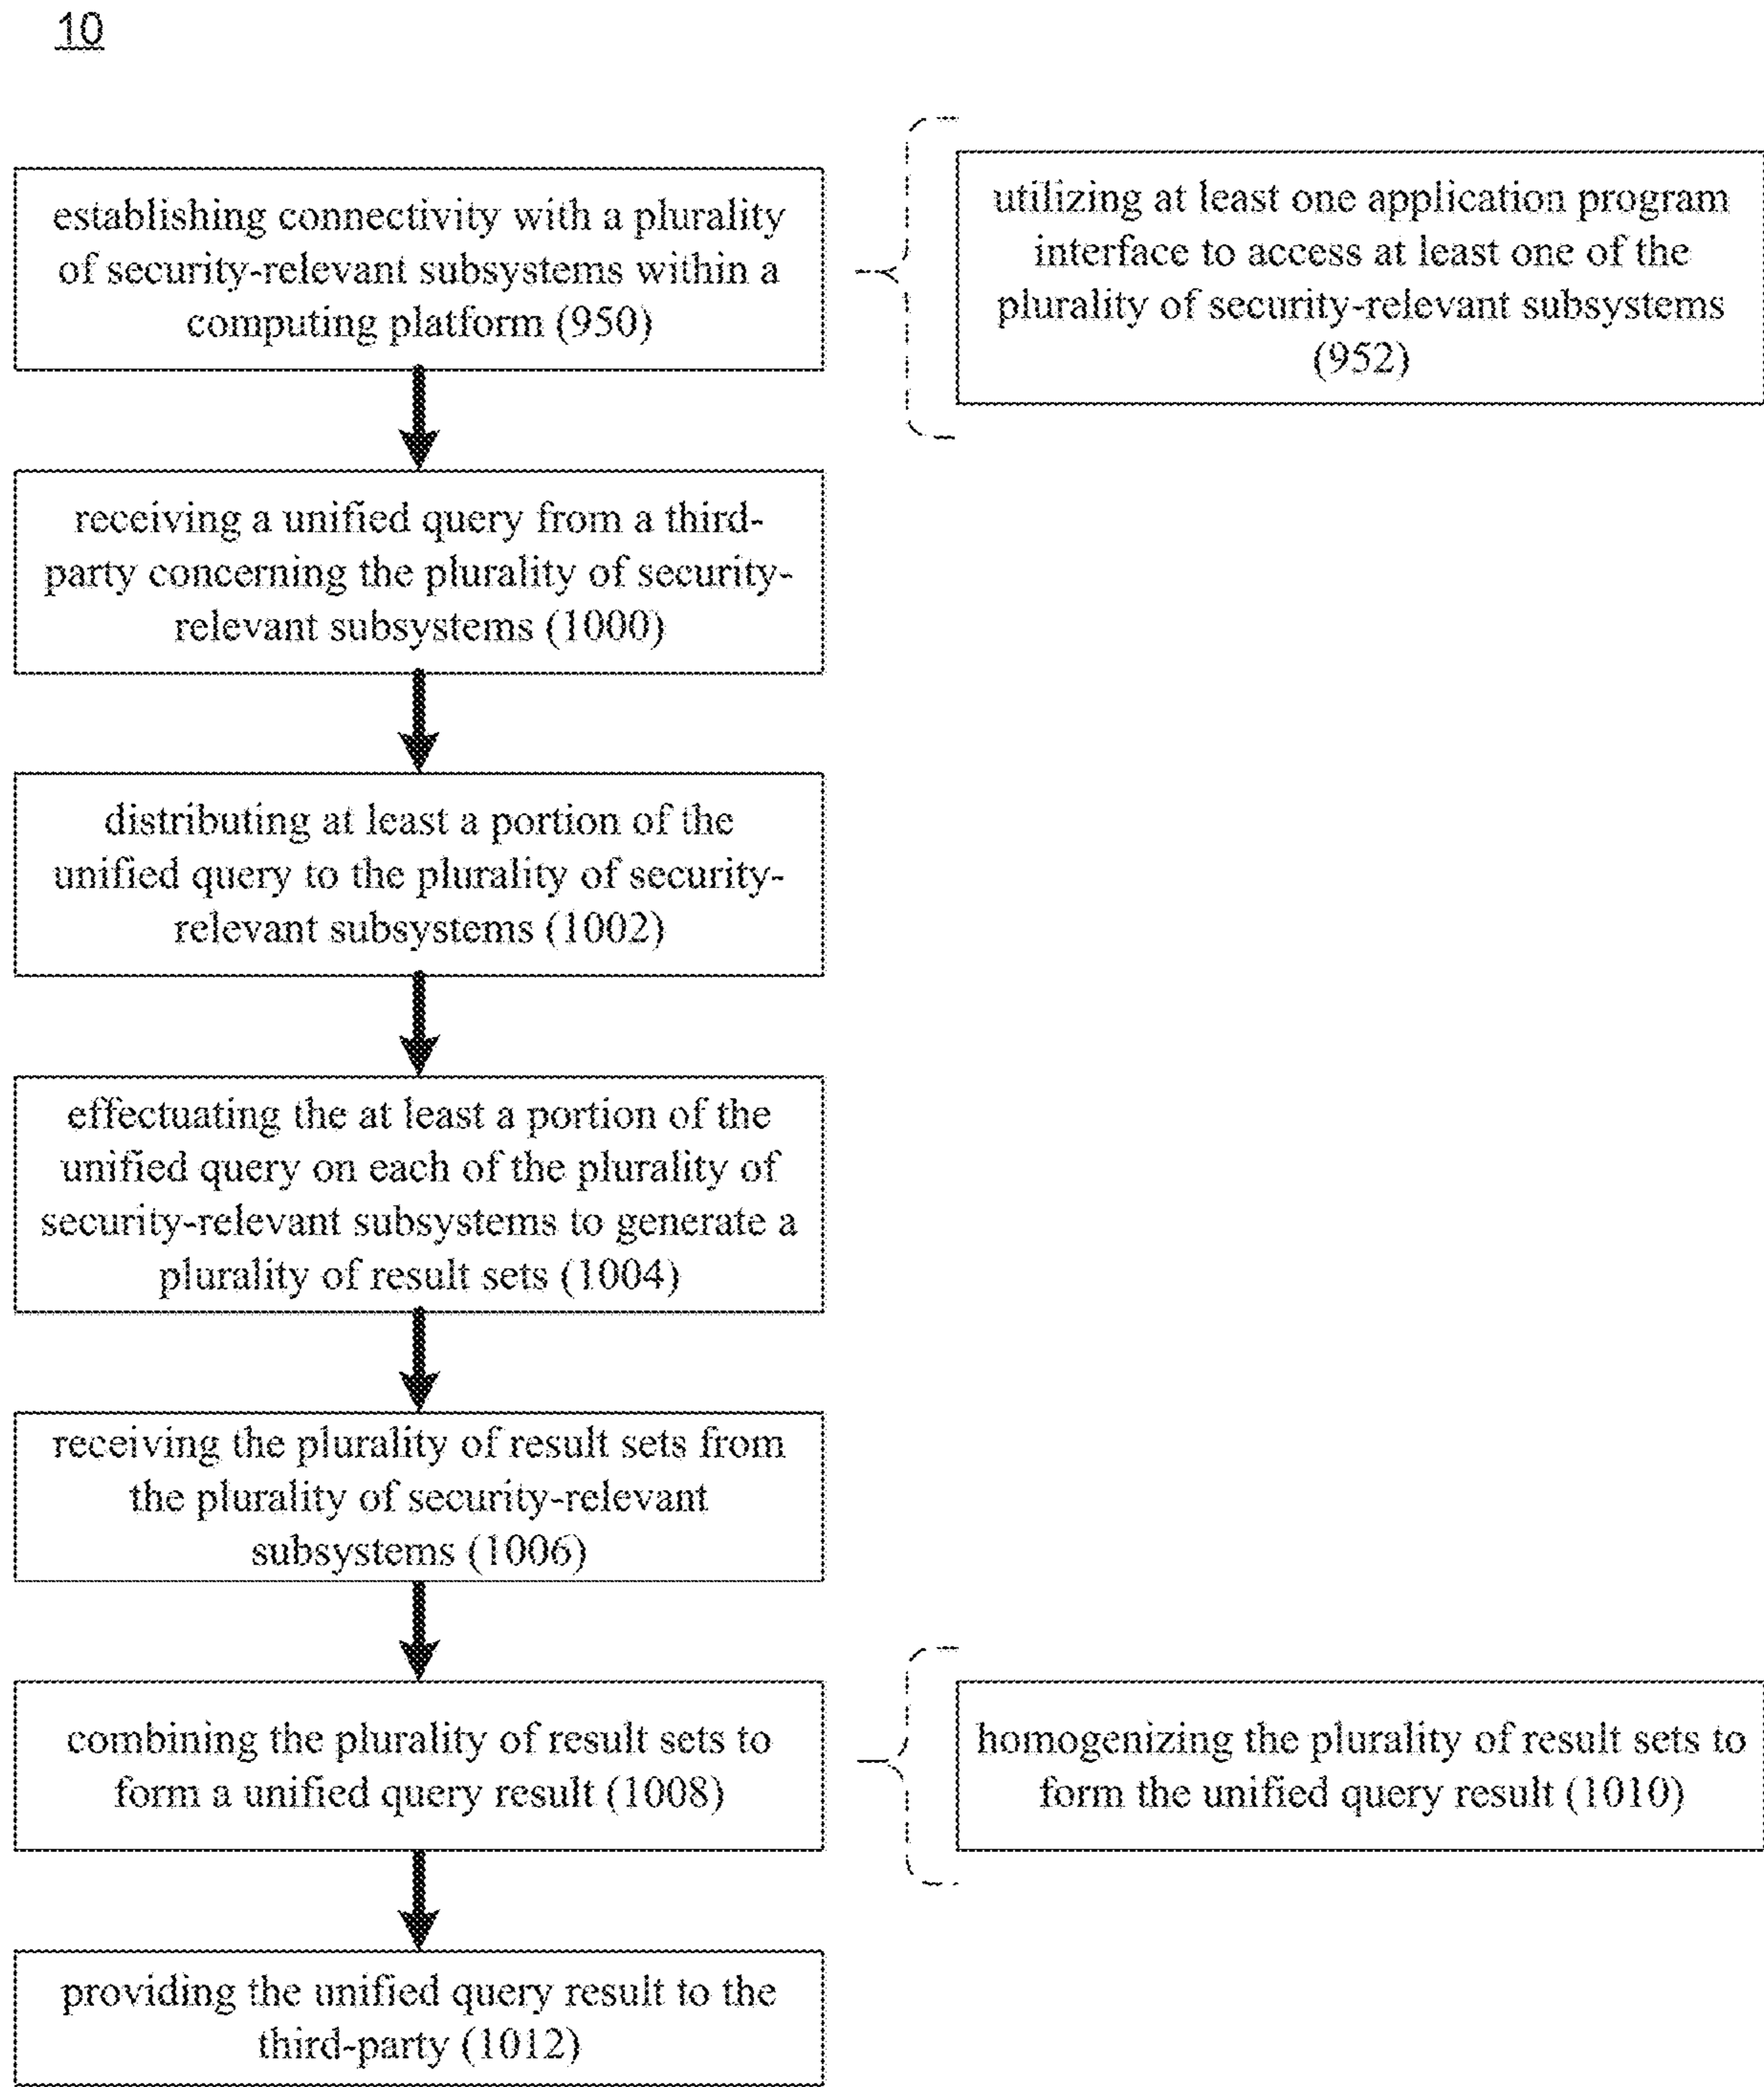 10
establishing connectivity with a plurality
of security-relevant subsystems within a
computing platform (950)
utilizing at least one application program
interface to access at least one of the
plurality of security-relevant subsystems
(952)
receiving a unified query from a third-
party concerning the plurality of security-
relevant subsystems (1000)
distributing at least a portion of the
unified query to the plurality of security-
relevant subsystems (1002)
effectuating the at least a portion of the
unified query on each of the plurality of
security-relevant subsystems to generate a
plurality of result sets (1004)
receiving the plurality of result sets from
the plurality of security-relevant
subsystems (1006)
combining the plurality of result sets to
form a unified query result (1008)
homogenizing the plurality of result sets to
form the unified query result (1010)
providing the unified query result to the
third-party (1012)